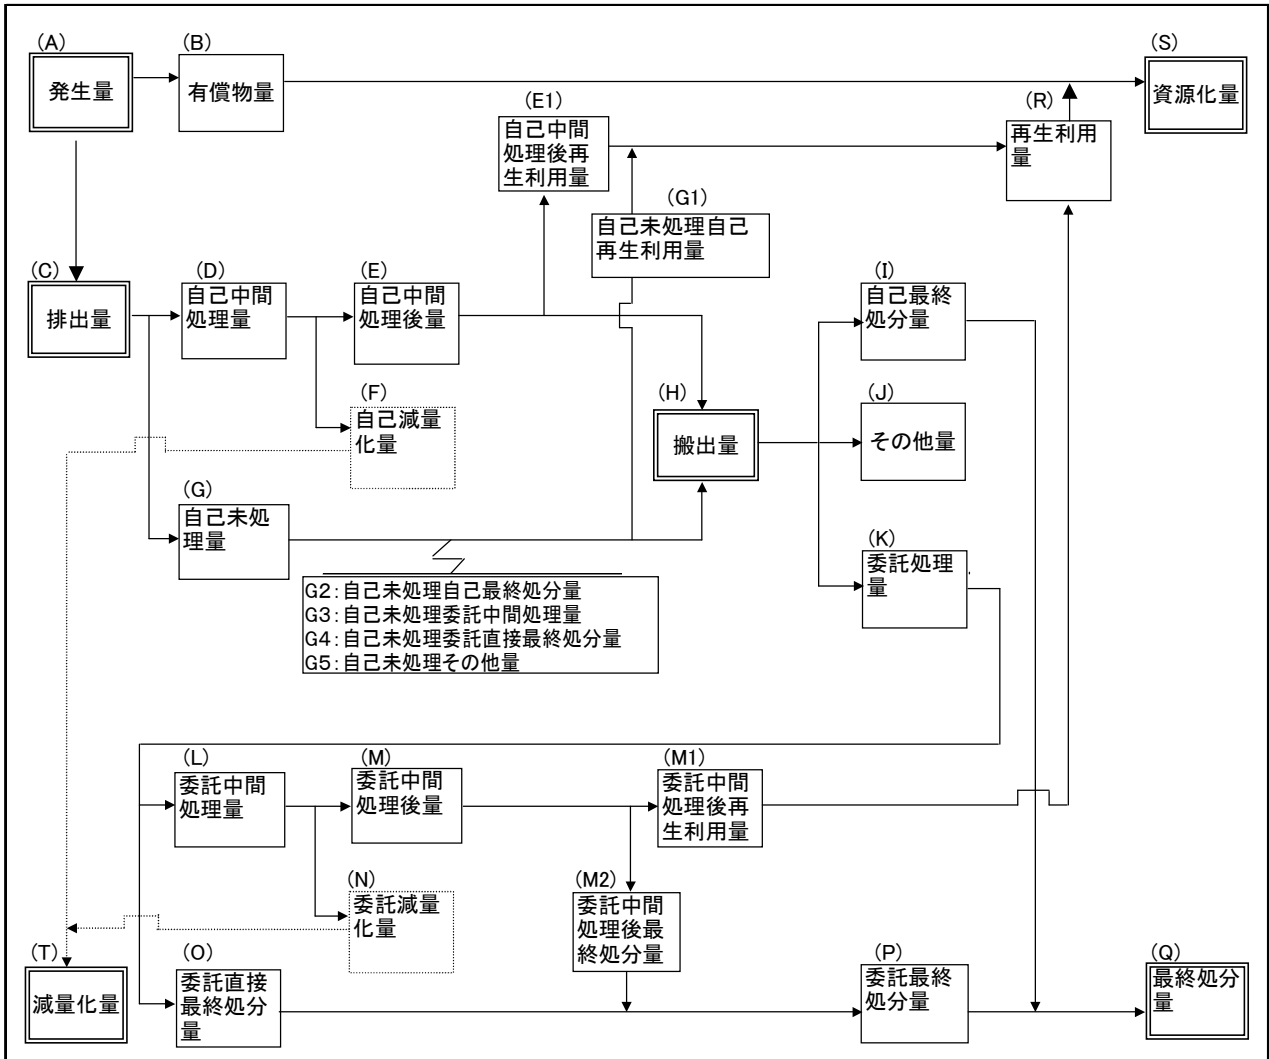 (A)
発生量
(B)
有償物量
(S)
資源化量
(E1)
自己中間
処理後再
生利用量
(R)
再生利用
量
(G1)
自己未処理自己
再生利用量
(C)
排出量
(D)
自己中間
処理量
(E)
自己中間
処理後量
(I)
自己最終
処分量
(F)
自己減量
化量
(H)
搬出量
(J)
その他量
(G)
自己未処
理量
(K)
委託処理
量
G2:自己未処理自己最終処分量
G3:自己未処理委託中間処理量
G4:自己未処理委託直接最終処分量
G5:自己未処理その他量
(L)
委託中間
処理量
(M)
委託中間
処理後量
(M1)
委託中間
処理後再
生利用量
(N)
委託減量
化量
(M2)
委託中間
処理後最
終処分量
(T)
減量化量
(O)
委託直接
最終処分
量
(P)
委託最終
処分量
(Q)
最終処分
量